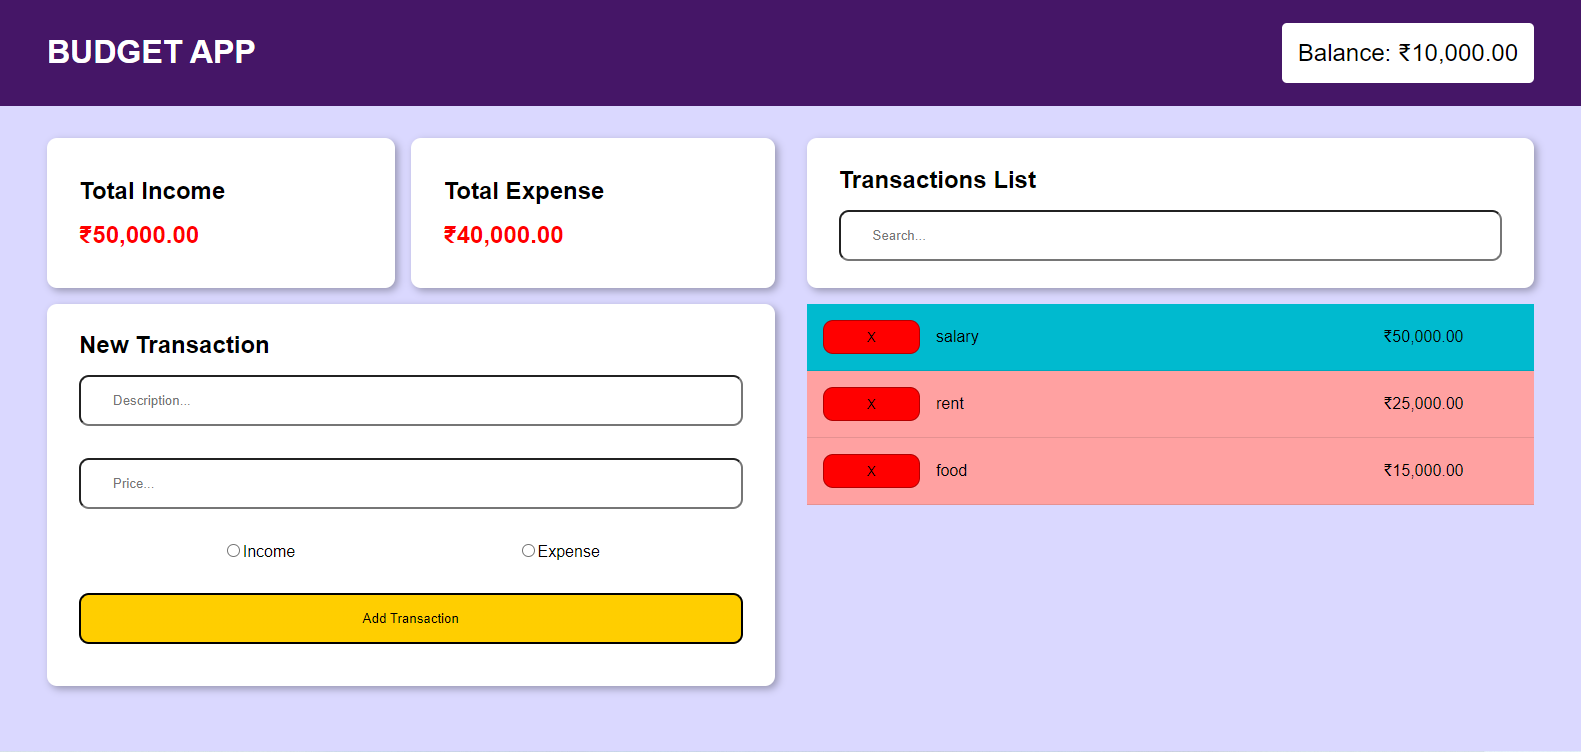 BUDGET APP
Balance: ₹10,000.00
Total Income
₹50,000.00
Total Expense
₹40,000.00
New Transaction
Description...
Price...
Income
Expense
Add Transaction
Transactions List
Search...
X salary ₹50,000.00
X rent ₹25,000.00
X food ₹15,000.00